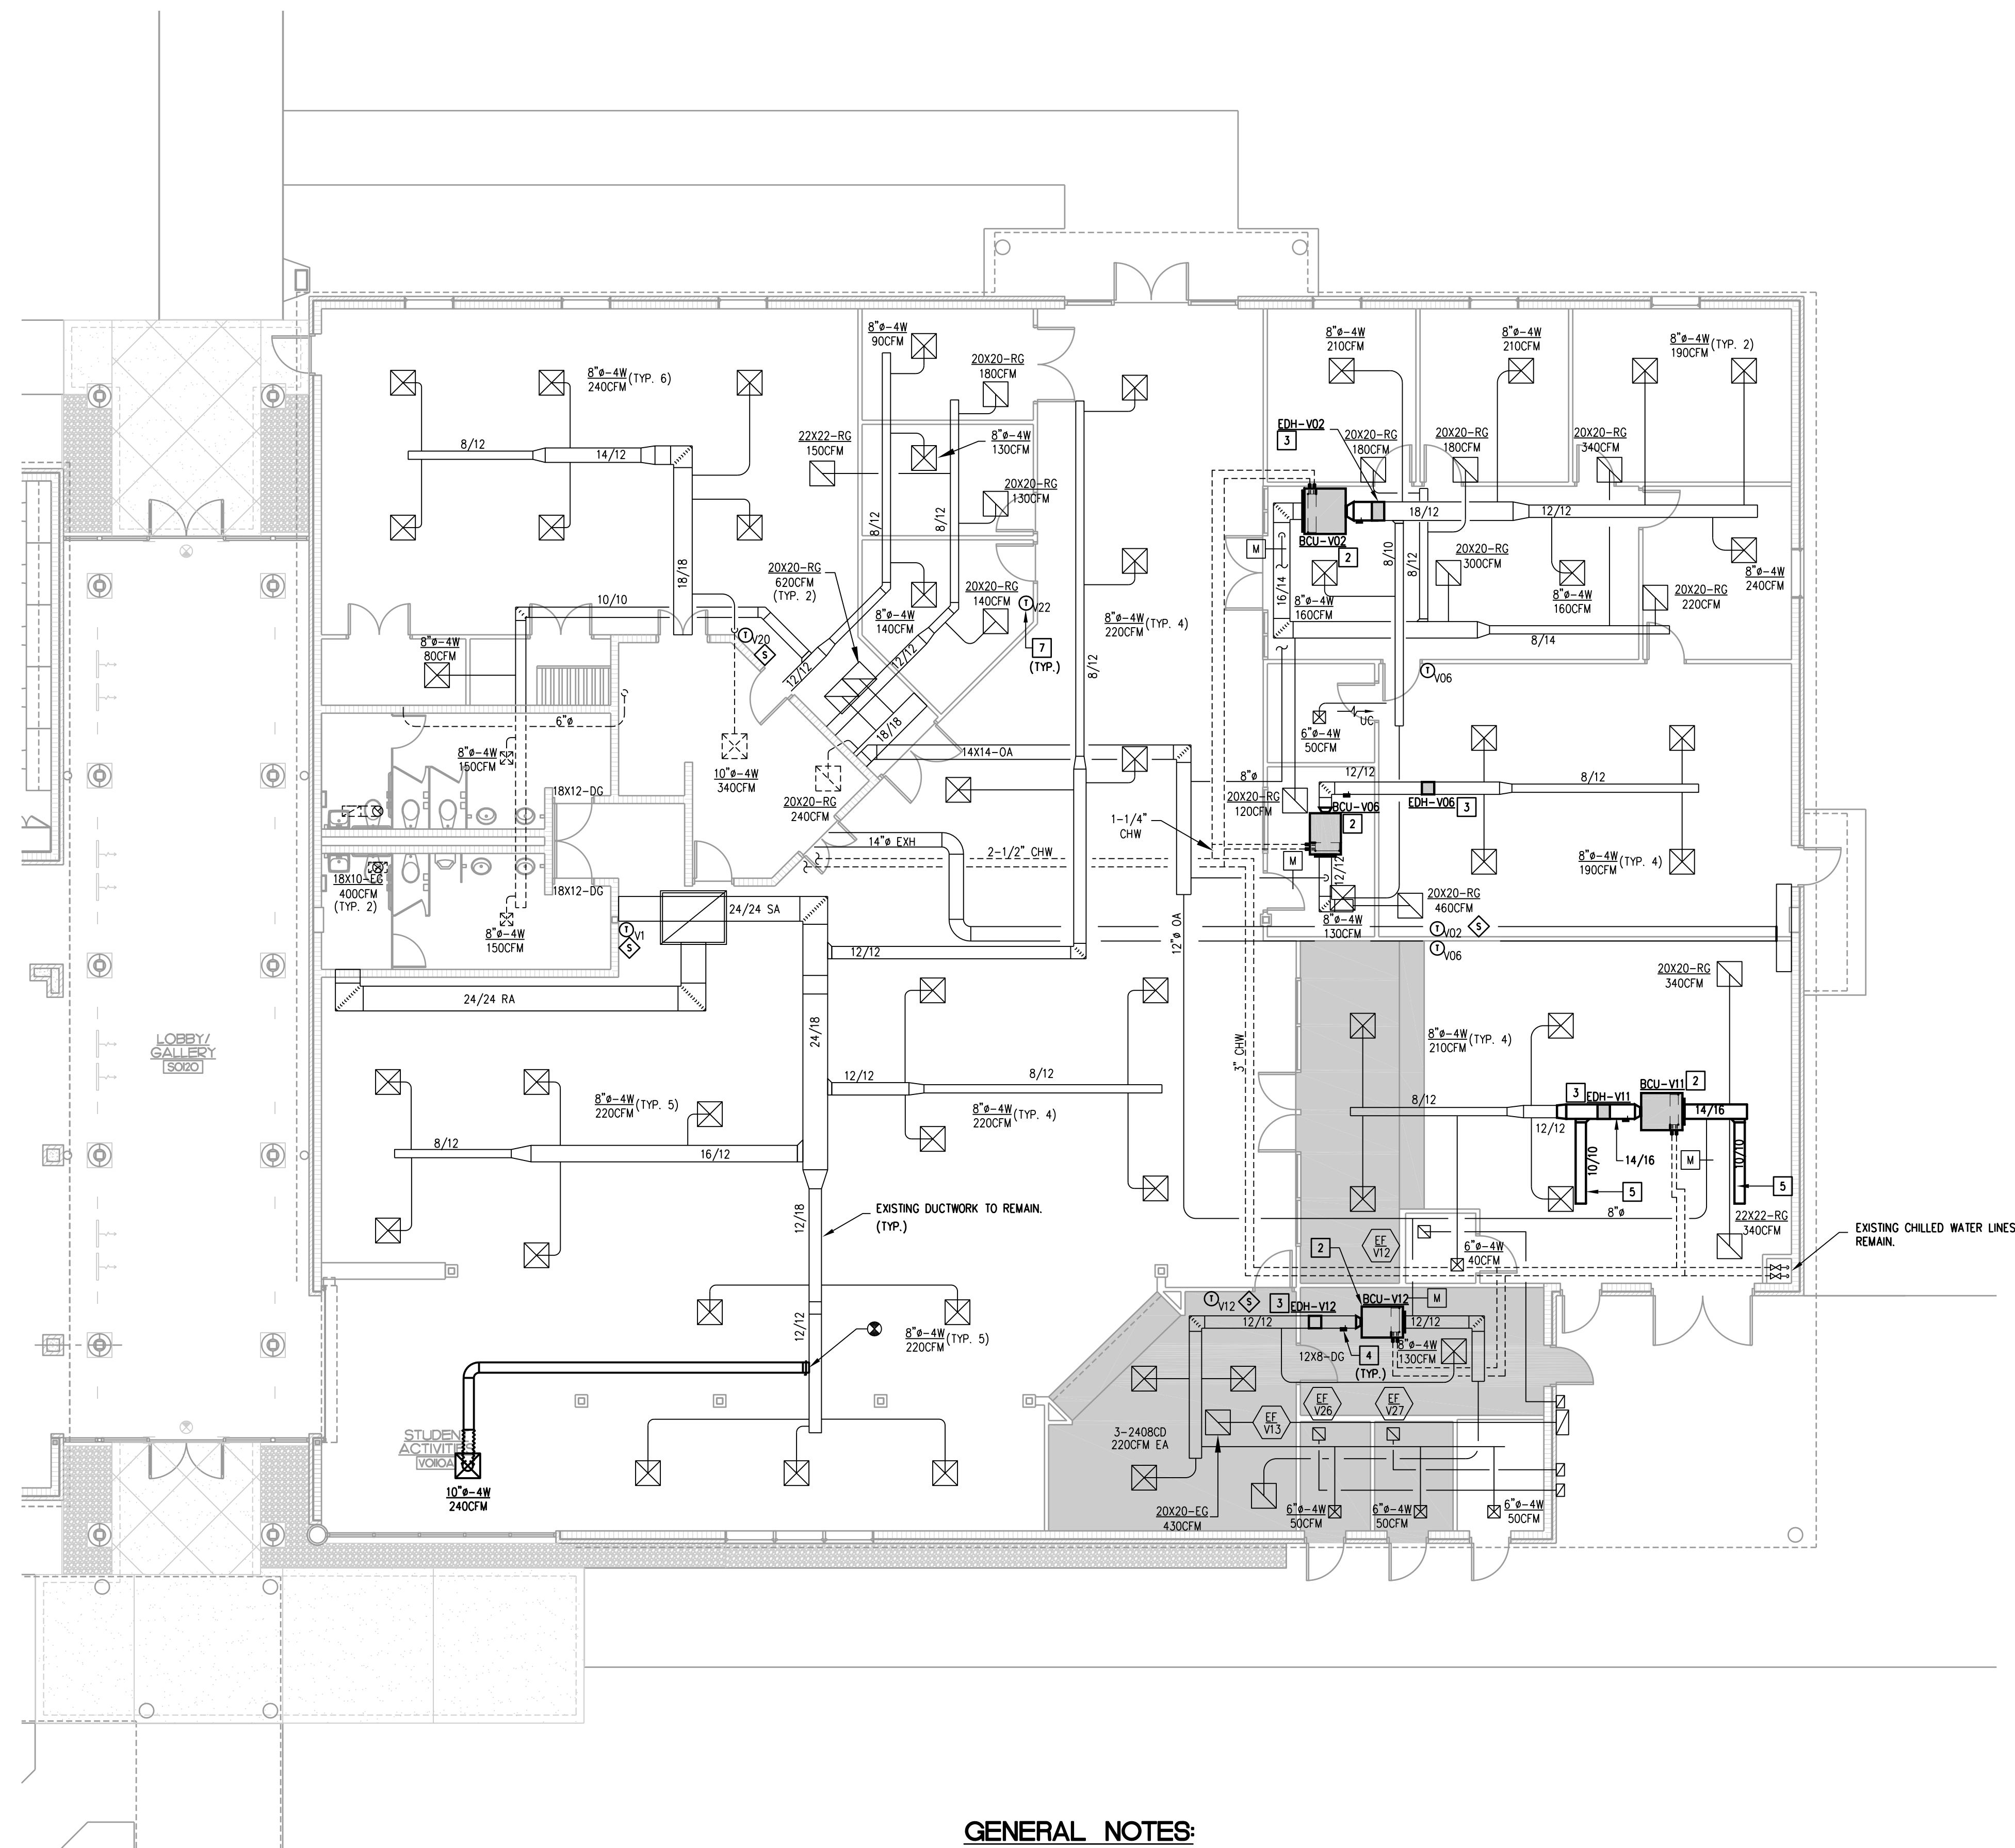 8"ø-4W
90CFM
8"ø-4W
210CFM
8"ø-4W
210CFM
8"ø-4W (TYP. 2)
190CFM
20X20-RG
180CFM
8"ø-4W (TYP. 6)
240CFM
EDH-V02
3
20X20-RG
180CFM
20X20-RG
180CFM
20X20-RG
340CFM
22X22-RG
150CFM
8"ø-4W
130CFM
8/12
14/12
20X20-RG
130CFM
8/12
8/12
18/12
12/12
BCU-V02
2
M
8/10
8/12
20X20-RG
300CFM
18/18
20X20-RG
620CFM
(TYP. 2)
20X20-RG
140CFM
T V22
16/14
8"ø-4W
160CFM
8"ø-4W
160CFM
8"ø-4W
240CFM
20X20-RG
220CFM
10/10
8"ø-4W
140CFM
8"ø-4W (TYP. 4)
220CFM
8/14
T V20
S
7
(TYP.)
8"ø-4W
80CFM
12/12
12/12
8/12
T V06
6"ø
18/18
UC
6"ø-4W
50CFM
8"ø-4W
150CFM
14X14-OA
10"ø-4W
340CFM
8"ø
12/12
8/12
18X12-DG
20X20-RG
240CFM
20X20-RG
120CFM
BCU-V06
2
EDH-V06
3
1-1/4"
CHW
14"ø EXH
2-1/2" CHW
M
12/12
8"ø-4W (TYP. 4)
190CFM
18X10-EG
400CFM
(TYP. 2)
18X12-DG
24/24 SA
20X20-RG
460CFM
8"ø-4W
130CFM
8"ø-4W
150CFM
T V1
S
12"ø OA
T V02
S
T V06
12/12
20X20-RG
340CFM
24/24 RA
LOBBY/
GALLERY
S0120
24/18
3" CHW
8"ø-4W (TYP. 4)
210CFM
12/12
8/12
8"ø-4W (TYP. 5)
220CFM
8"ø-4W (TYP. 4)
220CFM
8/12
3
EDH-V11
BCU-V11
2
14/16
12/12
8/12
16/12
10/10
14/16
M
10/10
5
5
12/18
EXISTING DUCTWORK TO REMAIN.
(TYP.)
8"ø
22X22-RG
340CFM
EXISTING CHILLED WATER LINES
REMAIN.
EF
V12
2
6"ø-4W
40CFM
T V12
S
3
EDH-V12
BCU-V12
M
12/12
12/12
12/12
8"ø-4W (TYP. 5)
220CFM
12X8-DG
4
(TYP.)
8"ø-4W
130CFM
EF
V26
EF
V27
EF
V13
3-2408CD
220CFM EA
STUDEN
ACTIVITIE
V0110A
10"ø-4W
240CFM
20X20-EG
430CFM
6"ø-4W
50CFM
6"ø-4W
50CFM
6"ø-4W
50CFM
GENERAL NOTES: